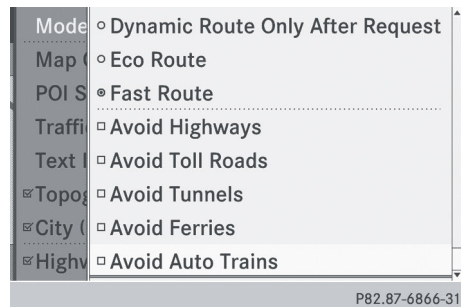 Mode
Map
POI S
Traffi
Text
Topog
City (
Highw
Dynamic Route Only After Request
Eco Route
Fast Route
Avoid Highways
Avoid Toll Roads
Avoid Tunnels
Avoid Ferries
Avoid Auto Trains
P82.87-6866-31